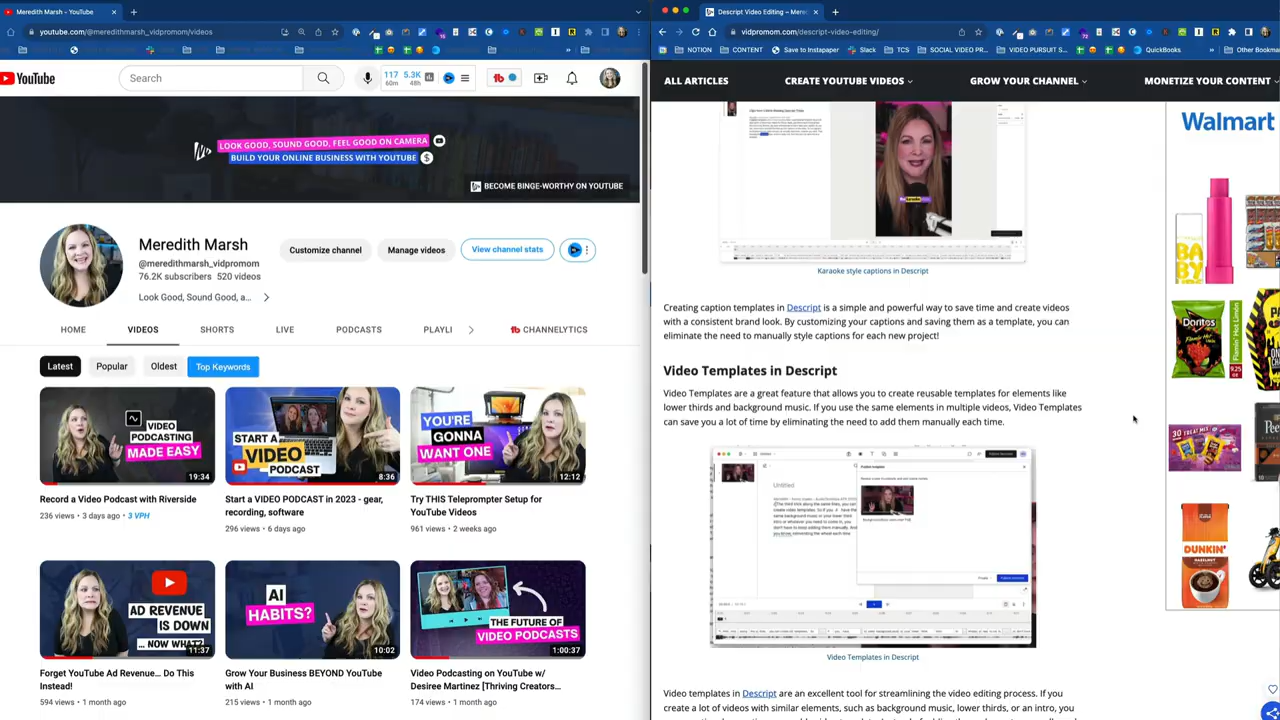 Meredith Marsh - YouTube
youtube.com/@meredithmarsh_vidpromom/videos
YouTube
Search
117 5.3K
60m 48h
LOOK GOOD, SOUND GOOD, FEEL GOOD ON CAMERA
BUILD YOUR ONLINE BUSINESS WITH YOUTUBE
BECOME BINGE-WORTHY ON YOUTUBE
Meredith Marsh
@meredithmarsh_vidpromom
76.2K subscribers 520 videos
Look Good, Sound Good, a...
Customize channel
Manage videos
View channel stats
HOME VIDEOS SHORTS LIVE PODCASTS PLAYLI CHANNELYTICS
Latest Popular Oldest Top Keywords
VIDEO
PODCASTING
MADE EASY
9:34
START A
VIDEO
PODCAST
8:36
YOU'RE
GONNA
WANT ONE
12:12
Record a Video Podcast with Riverside
236 views • 3 days ago
Start a VIDEO PODCAST in 2023 - gear,
recording, software
296 views • 6 days ago
Try THIS Teleprompter Setup for
YouTube Videos
961 views • 2 weeks ago
AD REVENUE
IS DOWN
11:37
AI
HABITS?
10:02
THE FUTURE OF
VIDEO PODCASTS
1:00:37
Forget YouTube Ad Revenue... Do This
Instead!
594 views • 1 month ago
Grow Your Business BEYOND YouTube
with AI
215 views • 1 month ago
Video Podcasting on YouTube w/
Desiree Martinez [Thriving Creators...
174 views • 1 month ago
Descript Video Editing – Mere
vidpromom.com/descript-video-editing/
NOTION CONTENT Save to Instapaper Slack TCS SOCIAL VIDEO PR... VIDEO PURSUIT S... QuickBooks Other Bookmar
ALL ARTICLES CREATE YOUTUBE VIDEOS GROW YOUR CHANNEL MONETIZE YOUR CONTENT
Customize
Karaoke style captions in Descript
Creating caption templates in Descript is a simple and powerful way to save time and create videos
with a consistent brand look. By customizing your captions and saving them as a template, you can
eliminate the need to manually style captions for each new project!
Video Templates in Descript
Video Templates are a great feature that allows you to create reusable templates for elements like
lower thirds and background music. If you use the same elements in multiple videos, Video Templates
can save you a lot of time by eliminating the need to add them manually each time.
Untitled
Publish template
Video Templates in Descript
Video templates in Descript are an excellent tool for streamlining the video editing process. If you
create a lot of videos with similar elements, such as background music, lower thirds, or an intro, you
Walmart
Doritos
Flamin' Hot Limón
30 TREAT MIX
DUNKIN'
HAZELNUT